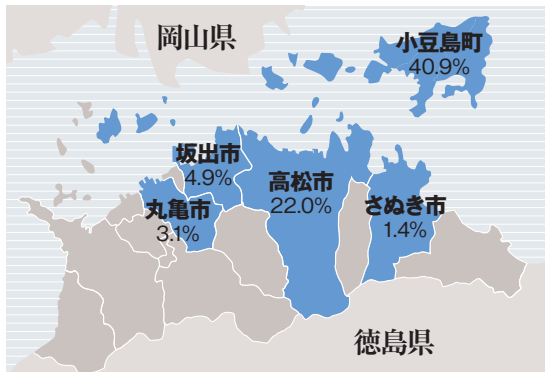 岡山県
小豆島町
40.9%
坂出市
4.9%
高松市
22.0%
丸亀市
3.1%
さぬき市
1.4%
徳島県